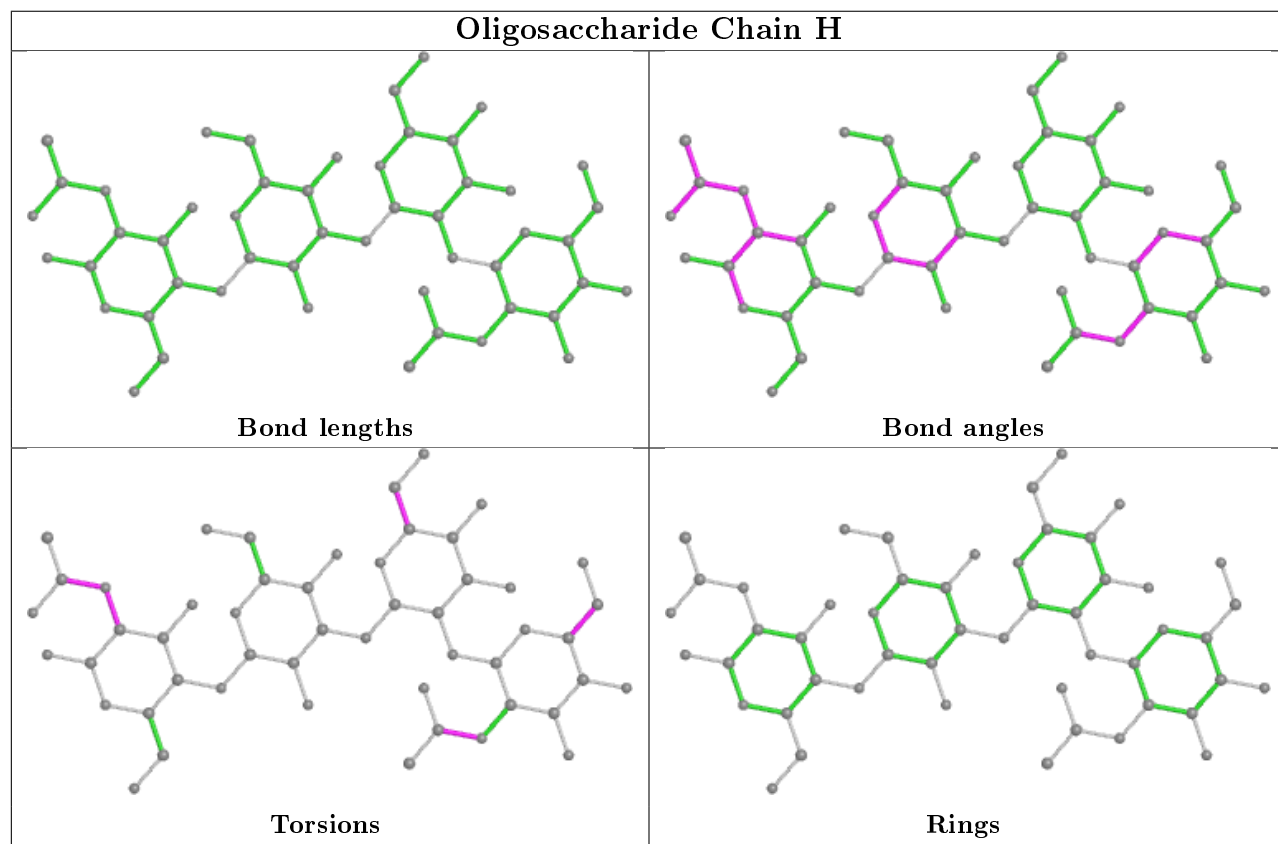 Oligosaccharide Chain H
Bond lengths
Bond angles
Torsions
Rings